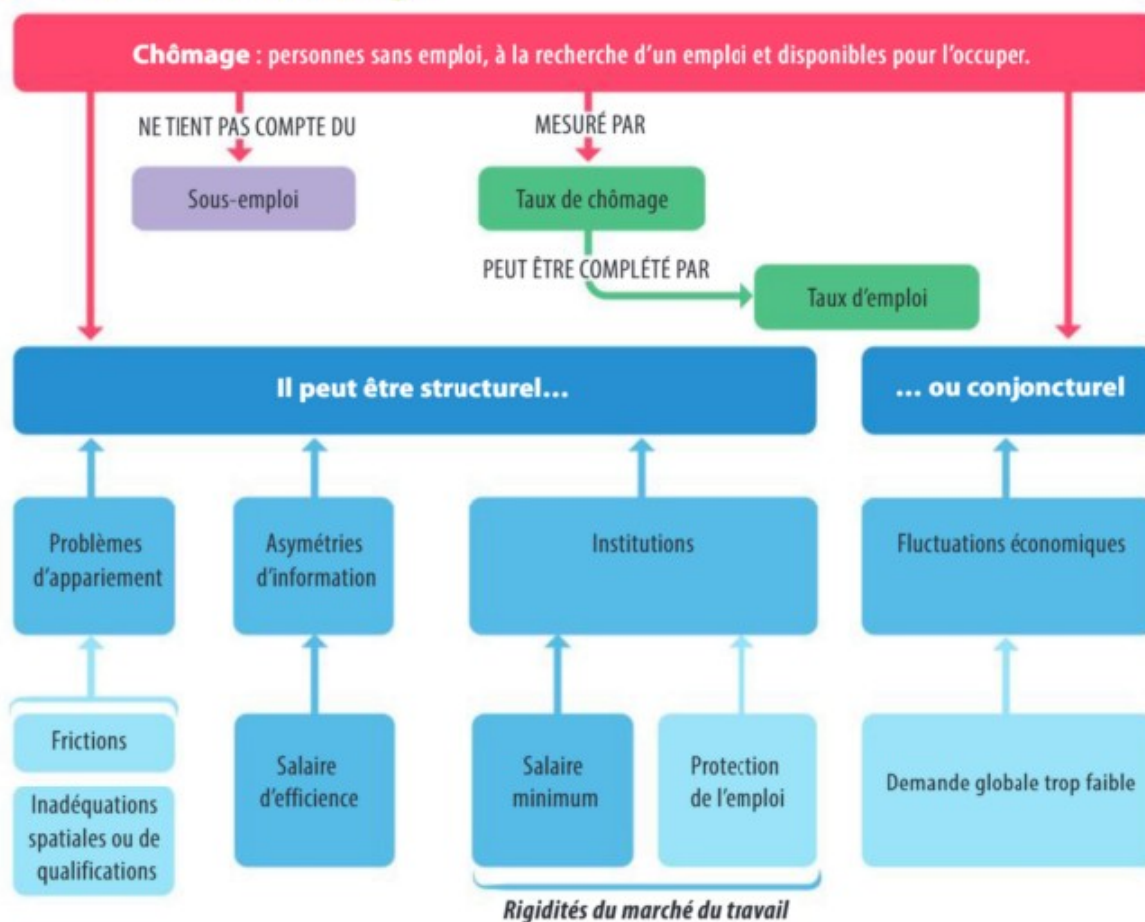 Chômage : personnes sans emploi, à la recherche d'un emploi et disponibles pour l'occuper.
NE TIENT PAS COMPTE DU
MESURÉ PAR
Sous-emploi
Taux de chômage
PEUT ÊTRE COMPLÉTÉ PAR
Taux d'emploi
Il peut être structurel...
... ou conjoncturel
Problèmes
d'appariement
Asymétries
d'information
Institutions
Fluctuations économiques
Frictions
Inadéquations
spatiales ou de
qualifications
Salaire
d'efficience
Salaire
minimum
Protection
de l'emploi
Demande globale trop faible
Rigidités du marché du travail